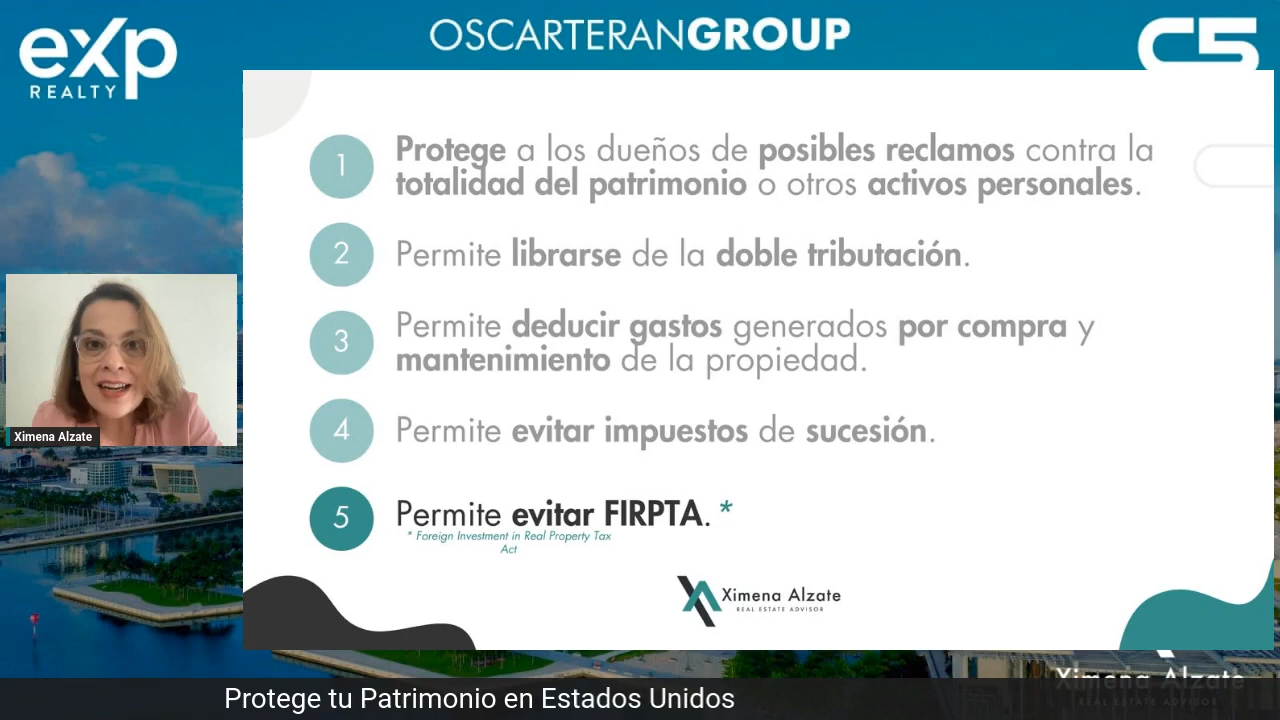 eXp
REALTY
OSCARTERANGROUP
C5
1
Protege a los dueños de posibles reclamos contra la
totalidad del patrimonio o otros activos personales.
2
Permite librarse de la doble tributación.
3
Permite deducir gastos generados por compra y
mantenimiento de la propiedad.
4
Permite evitar impuestos de sucesión.
5
Permite evitar FIRPTA. *
* Foreign Investment in Real Property Tax
Act
Ximena Alzate
REAL ESTATE ADVISOR
Ximena Alzate
Ximena Alzate
REAL ESTATE ADVISOR
Protege tu Patrimonio en Estados Unidos